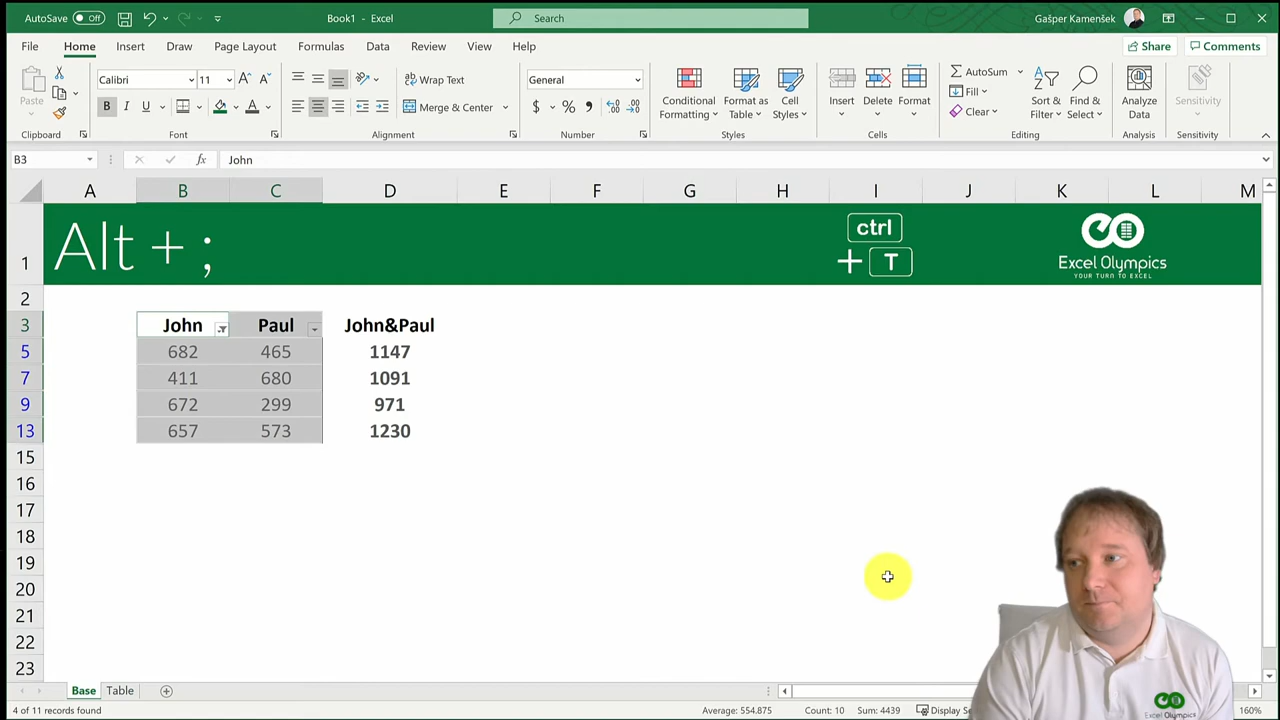 AutoSave Off
Book1 - Excel
Search
Gašper Kamenšek
File Home Insert Draw Page Layout Formulas Data Review View Help
Share Comments
Paste
Calibri 11
B I U
Wrap Text
Merge & Center
General
$ % ,
Conditional Formatting
Format as Table
Cell Styles
Insert Delete Format
AutoSum
Fill
Clear
Sort & Filter
Find & Select
Analyze Data
Sensitivity
Clipboard Font Alignment Number Styles Cells Editing Analysis Sensitivity
B3 fx John
A B C D E F G H I J K L M
1 Alt + ;
ctrl
+ T
Excel Olympics
YOUR TURN TO EXCEL
2
3 John Paul John&Paul
5 682 465 1147
7 411 680 1091
9 672 299 971
13 657 573 1230
15
16
17
18
19
20
21
22
23
Excel Olympics
Base Table
4 of 11 records found Average: 554.875 Count: 10 Sum: 4439 Display 160%